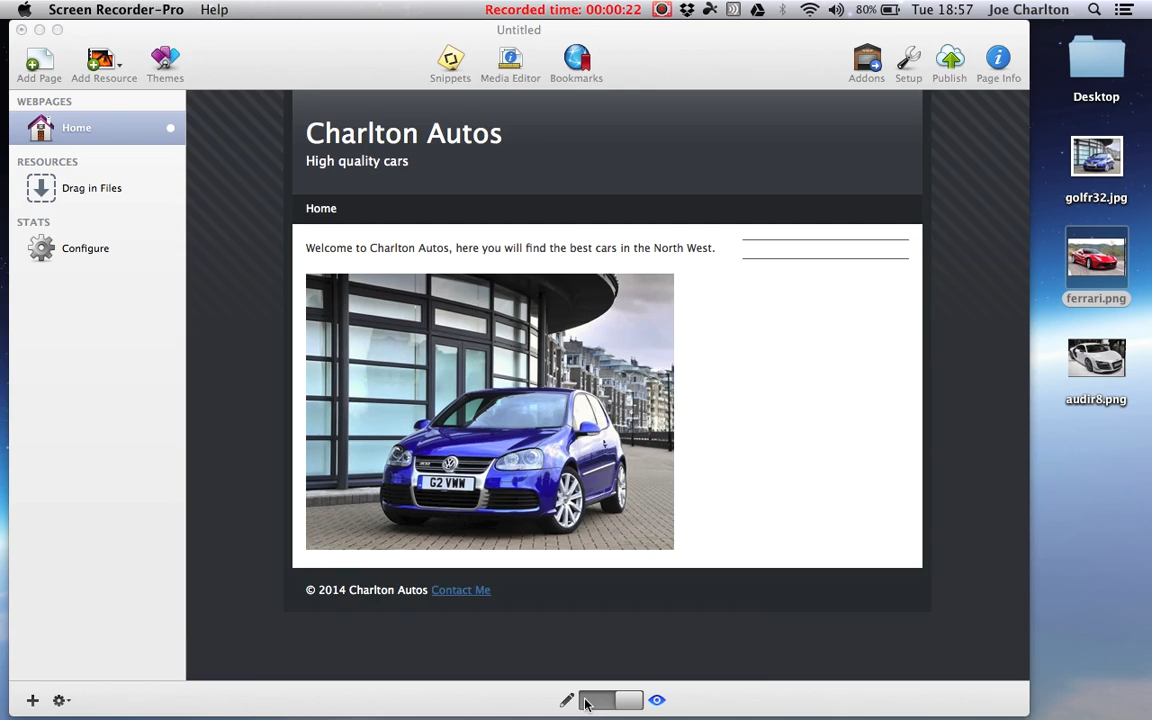 Screen Recorder-Pro Help Recorded time: 00:00:22 80% Tue 18:57 Joe Charlton
Untitled
Add Page Add Resource Themes Snippets Media Editor Bookmarks Addons Setup Publish Page Info
WEBPAGES
Home
RESOURCES
Drag in Files
STATS
Configure
Charlton Autos
High quality cars
Home
Welcome to Charlton Autos, here you will find the best cars in the North West.
G2 VWW
© 2014 Charlton Autos Contact Me
Desktop
golfr32.jpg
ferrari.png
audir8.png